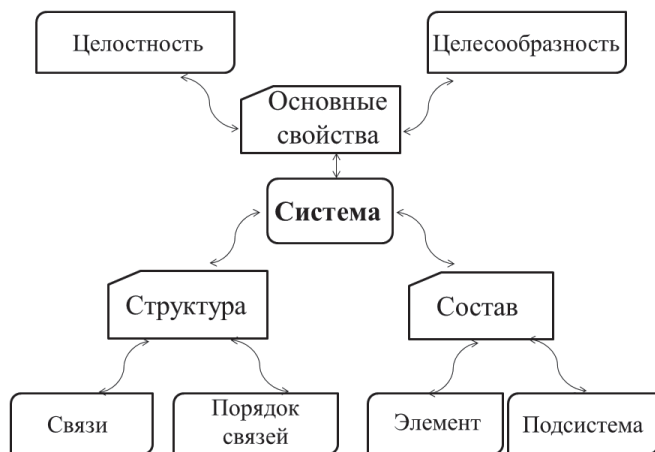 Целостность
Целесообразность
Основные
свойства
Система
Структура
Состав
Связи
Порядок
связей
Элемент
Подсистема